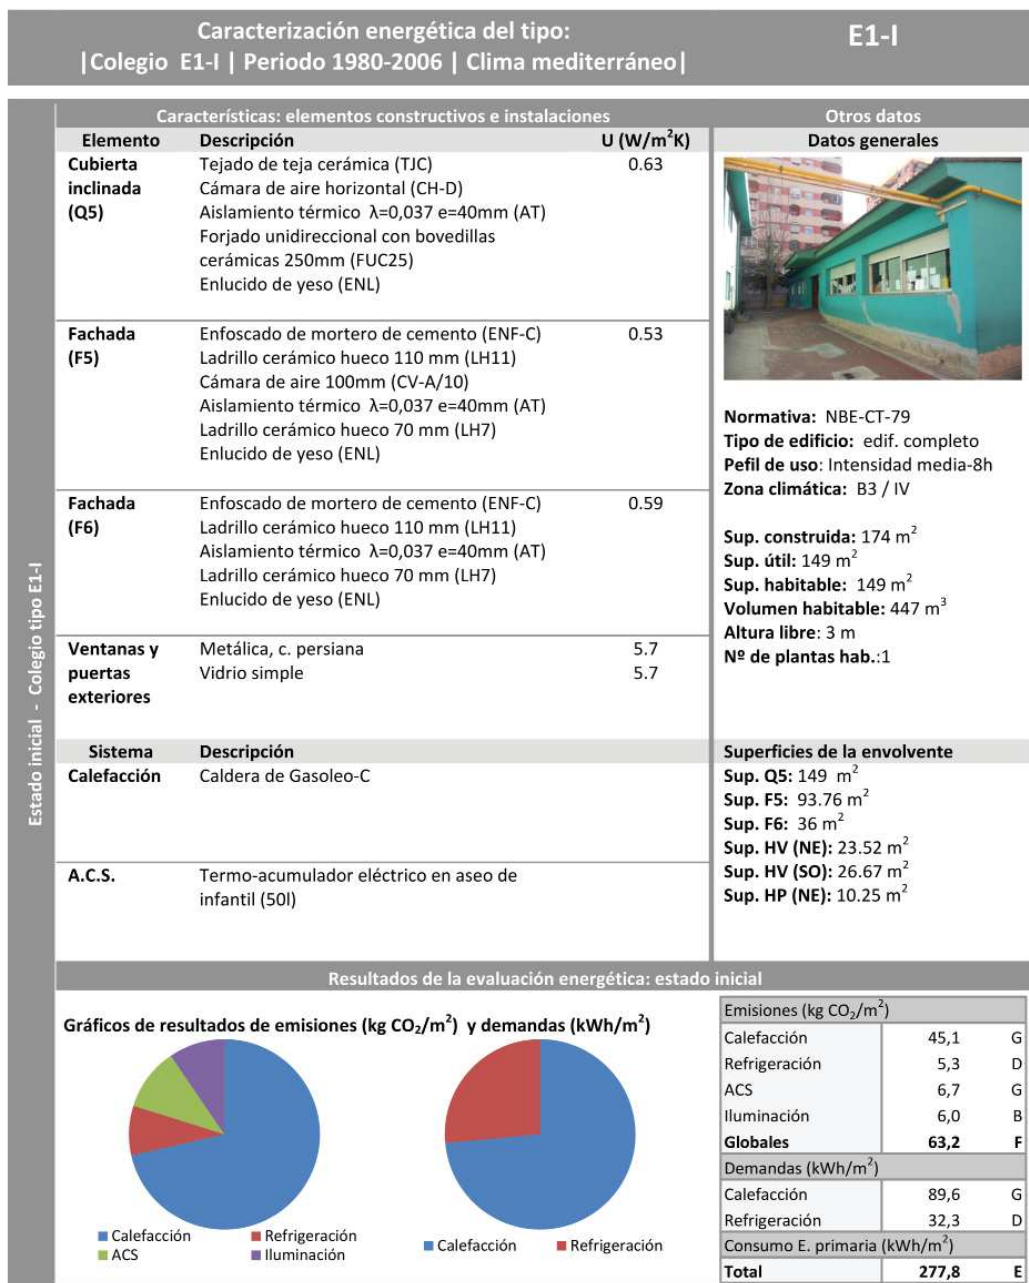 Caracterización energética del tipo:
|Colegio E1-I | Periodo 1980-2006 | Clima mediterráneo|
E1-I
Estado inicial - Colegio tipo E1-I
Características: elementos constructivos e instalaciones
Elemento Descripción U (W/m²K)
Cubierta inclinada (Q5) Tejado de teja cerámica (TJC) 0.63
Cámara de aire horizontal (CH-D)
Aislamiento térmico λ=0,037 e=40mm (AT)
Forjado unidireccional con bovedillas
cerámicas 250mm (FUC25)
Enlucido de yeso (ENL)
Fachada (F5) Enfoscado de mortero de cemento (ENF-C) 0.53
Ladrillo cerámico hueco 110 mm (LH11)
Cámara de aire 100mm (CV-A/10)
Aislamiento térmico λ=0,037 e=40mm (AT)
Ladrillo cerámico hueco 70 mm (LH7)
Enlucido de yeso (ENL)
Fachada (F6) Enfoscado de mortero de cemento (ENF-C) 0.59
Ladrillo cerámico hueco 110 mm (LH11)
Aislamiento térmico λ=0,037 e=40mm (AT)
Ladrillo cerámico hueco 70 mm (LH7)
Enlucido de yeso (ENL)
Ventanas y puertas exteriores Metálica, c. persiana 5.7
Vidrio simple 5.7
Sistema Descripción
Calefacción Caldera de Gasoleo-C
A.C.S. Termo-acumulador eléctrico en aseo de
infantil (50l)
Otros datos
Datos generales
Normativa: NBE-CT-79
Tipo de edificio: edif. completo
Pefil de uso: Intensidad media-8h
Zona climática: B3 / IV
Sup. construida: 174 m²
Sup. útil: 149 m²
Sup. habitable: 149 m²
Volumen habitable: 447 m³
Altura libre: 3 m
Nº de plantas hab.:1
Superficies de la envolvente
Sup. Q5: 149 m²
Sup. F5: 93.76 m²
Sup. F6: 36 m²
Sup. HV (NE): 23.52 m²
Sup. HV (SO): 26.67 m²
Sup. HP (NE): 10.25 m²
Resultados de la evaluación energética: estado inicial
Gráficos de resultados de emisiones (kg CO₂/m²) y demandas (kWh/m²)
Calefacción Refrigeración
ACS Iluminación
Calefacción Refrigeración
Emisiones (kg CO₂/m²)
Calefacción 45,1 G
Refrigeración 5,3 D
ACS 6,7 G
Iluminación 6,0 B
Globales 63,2 F
Demandas (kWh/m²)
Calefacción 89,6 G
Refrigeración 32,3 D
Consumo E. primaria (kWh/m²)
Total 277,8 E